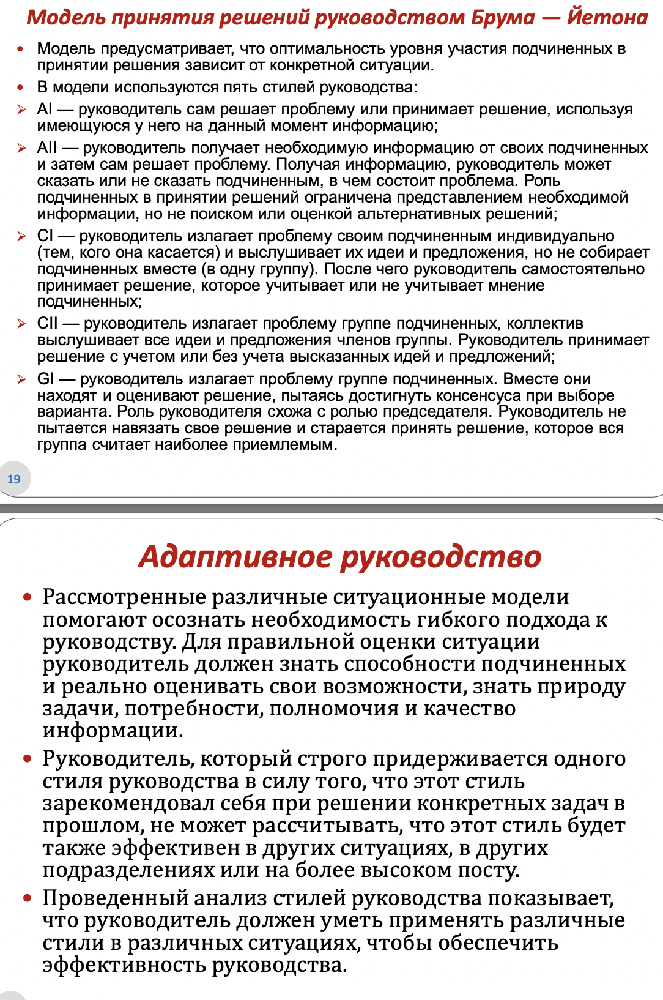 Модель принятия решений руководством Брума — Йетона
• Модель предусматривает, что оптимальность уровня участия подчиненных в
принятии решения зависит от конкретной ситуации.
• В модели используются пять стилей руководства:
➢ AI — руководитель сам решает проблему или принимает решение, используя
имеющуюся у него на данный момент информацию;
➢ AII — руководитель получает необходимую информацию от своих подчиненных
и затем сам решает проблему. Получая информацию, руководитель может
сказать или не сказать подчиненным, в чем состоит проблема. Роль
подчиненных в принятии решений ограничена представлением необходимой
информации, но не поиском или оценкой альтернативных решений;
➢ CI — руководитель излагает проблему своим подчиненным индивидуально
(тем, кого она касается) и выслушивает их идеи и предложения, но не собирает
подчиненных вместе (в одну группу). После чего руководитель самостоятельно
принимает решение, которое учитывает или не учитывает мнение
подчиненных;
➢ CII — руководитель излагает проблему группе подчиненных, коллектив
выслушивает все идеи и предложения членов группы. Руководитель принимает
решение с учетом или без учета высказанных идей и предложений;
➢ GI — руководитель излагает проблему группе подчиненных. Вместе они
находят и оценивают решение, пытаясь достигнуть консенсуса при выборе
варианта. Роль руководителя схожа с ролью председателя. Руководитель не
пытается навязать свое решение и старается принять решение, которое вся
группа считает наиболее приемлемым.
19
Адаптивное руководство
• Рассмотренные различные ситуационные модели
помогают осознать необходимость гибкого подхода к
руководству. Для правильной оценки ситуации
руководитель должен знать способности подчиненных
и реально оценивать свои возможности, знать природу
задачи, потребности, полномочия и качество
информации.
• Руководитель, который строго придерживается одного
стиля руководства в силу того, что этот стиль
зарекомендовал себя при решении конкретных задач в
прошлом, не может рассчитывать, что этот стиль будет
также эффективен в других ситуациях, в других
подразделениях или на более высоком посту.
• Проведенный анализ стилей руководства показывает,
что руководитель должен уметь применять различные
стили в различных ситуациях, чтобы обеспечить
эффективность руководства.